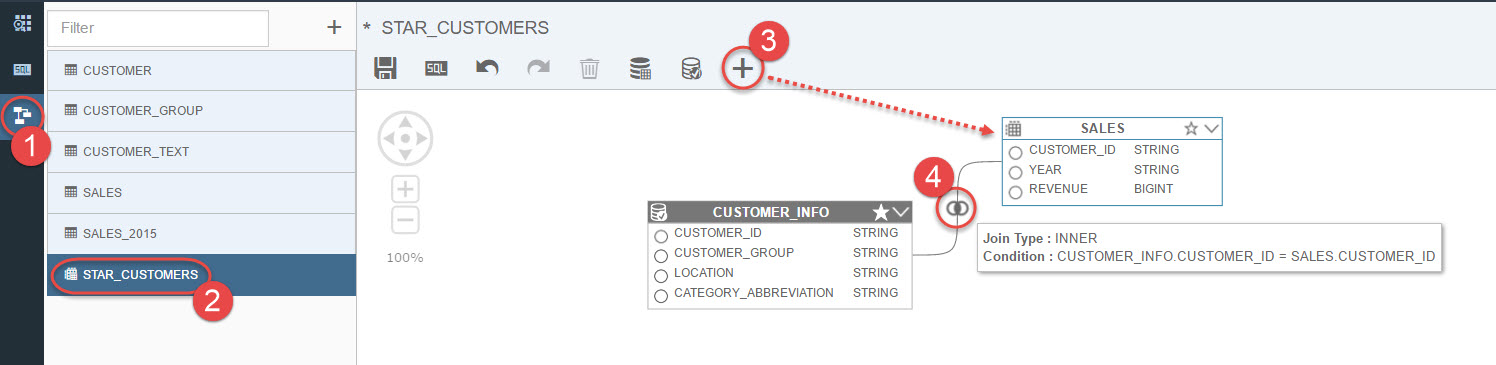 Filter
* STAR_CUSTOMERS
3
SQL
SQL
CUSTOMER
CUSTOMER_GROUP
1
CUSTOMER_TEXT
SALES
SALES_2015
STAR_CUSTOMERS
2
100%
SALES
CUSTOMER_ID STRING
YEAR STRING
REVENUE BIGINT
4
CUSTOMER_INFO
CUSTOMER_ID STRING
CUSTOMER_GROUP STRING
LOCATION STRING
CATEGORY_ABBREVIATION STRING
Join Type : INNER
Condition : CUSTOMER_INFO.CUSTOMER_ID = SALES.CUSTOMER_ID